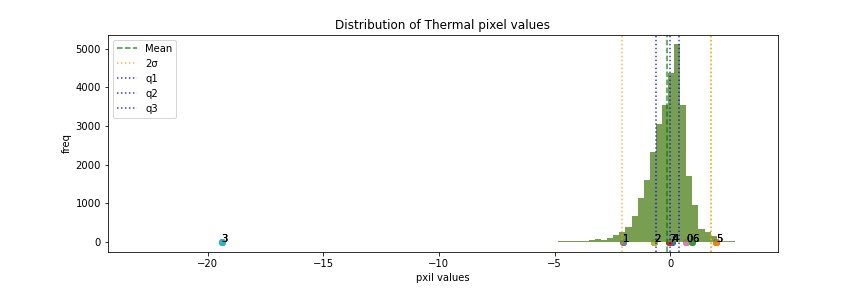 Distribution of Thermal pixel values
Mean
2σ
q1
q2
q3
freq
5000
4000
3000
2000
1000
0
3
1
2
4
0
6
5
−20
−15
−10
−5
0
pxil values